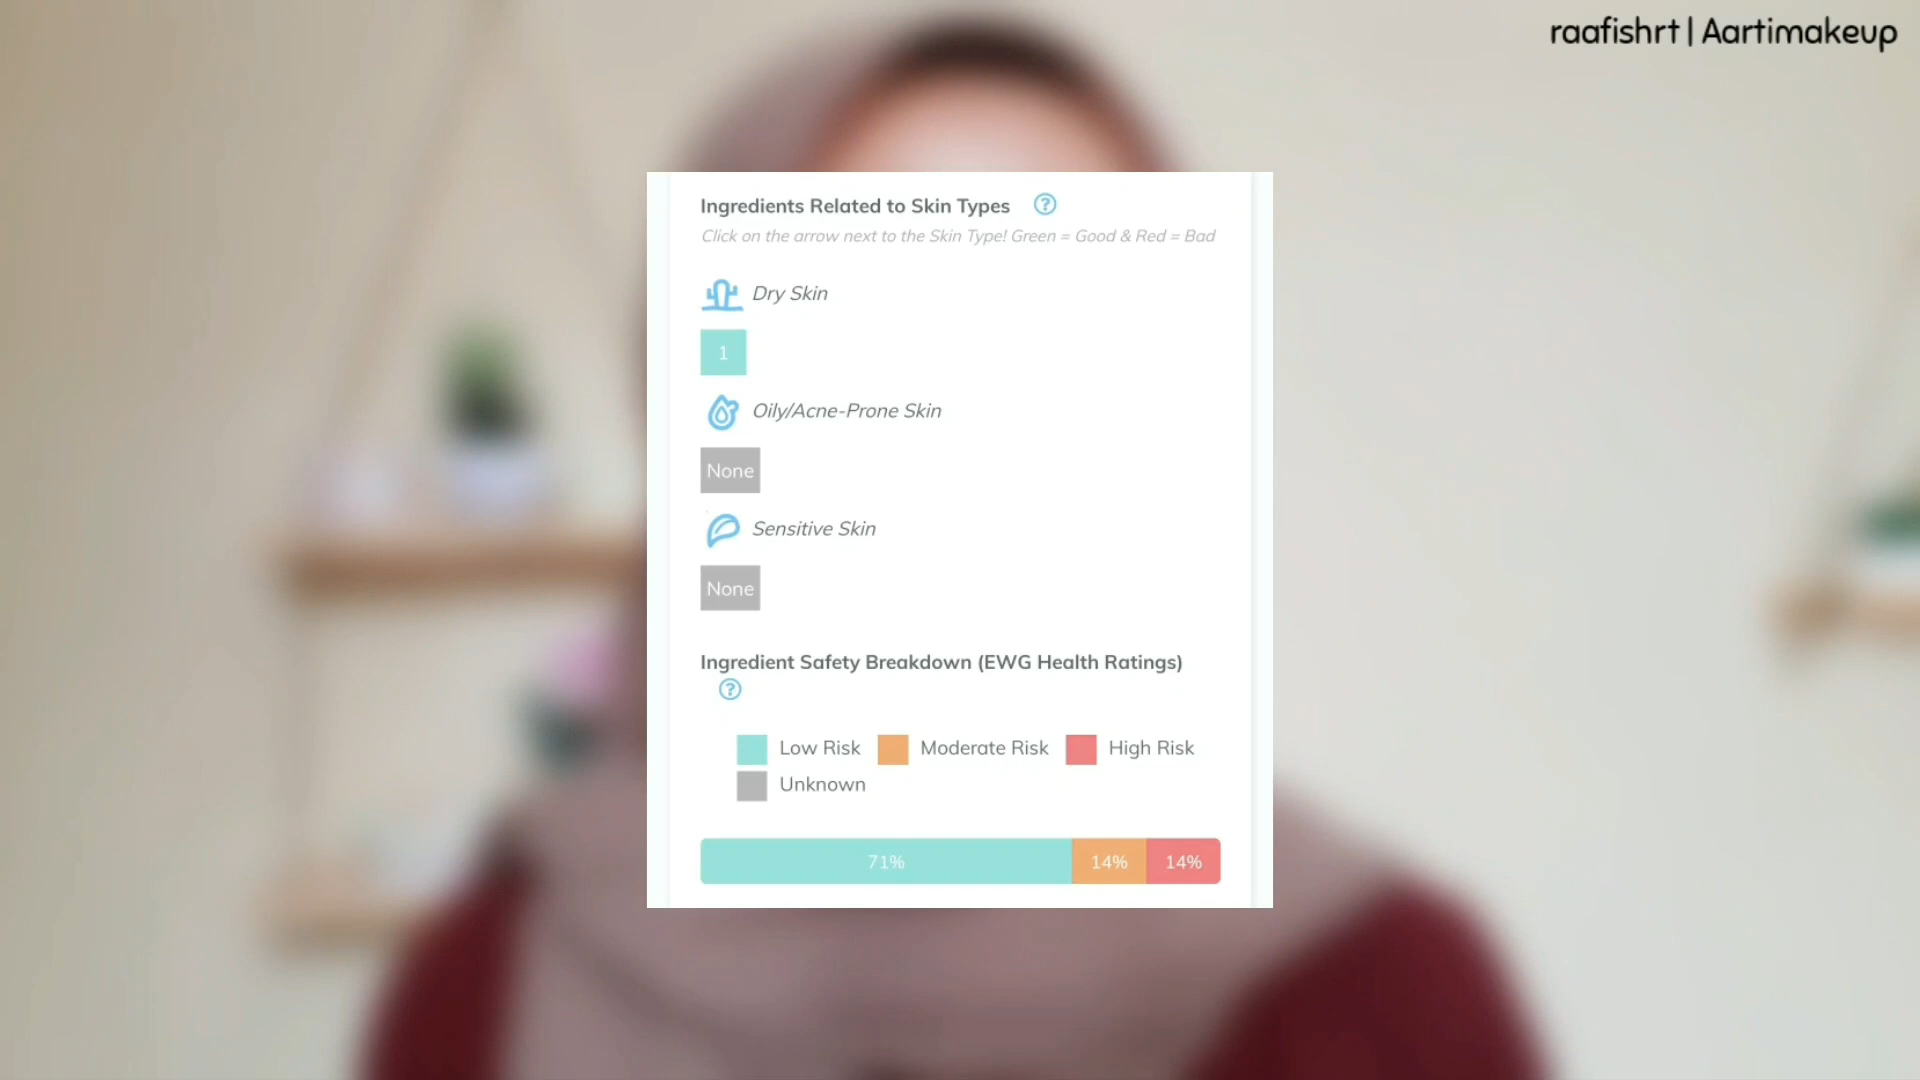 raafishrt | Aartimakeup
Ingredients Related to Skin Types ?
Click on the arrow next to the Skin Type! Green = Good & Red = Bad
Dry Skin
1
Oily/Acne-Prone Skin
None
Sensitive Skin
None
Ingredient Safety Breakdown (EWG Health Ratings)
?
Low Risk Moderate Risk High Risk
Unknown
71% 14% 14%